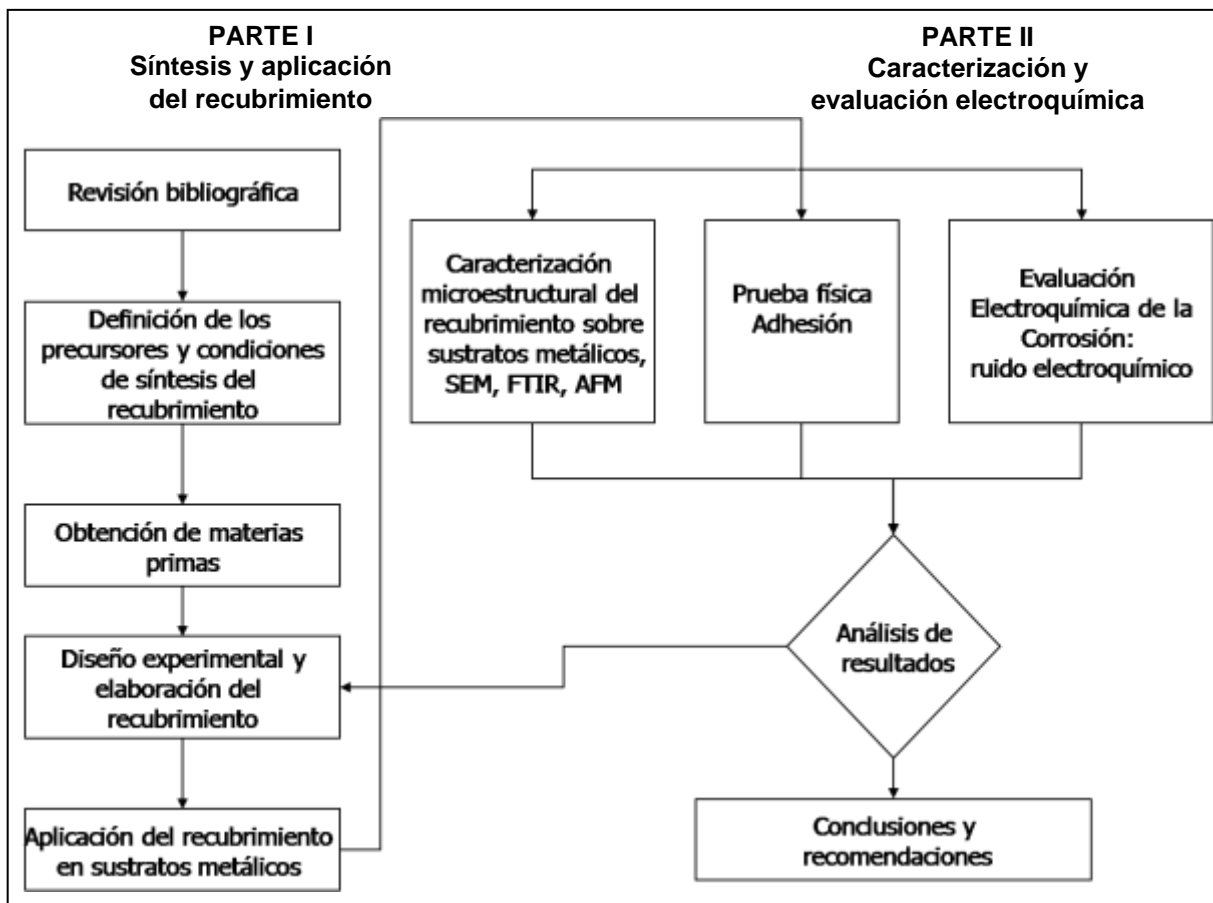 PARTE I
Síntesis y aplicación
del recubrimiento
Revisión bibliográfica
Definición de los
precursores y condiciones
de síntesis del
recubrimiento
Obtención de materias
primas
Diseño experimental y
elaboración del
recubrimiento
Aplicación del recubrimiento
en sustratos metálicos
PARTE II
Caracterización y
evaluación electroquímica
Caracterización
microestructural del
recubrimiento sobre
sustratos metálicos,
SEM, FTIR, AFM
Prueba física
Adhesión
Evaluación
Electroquímica de la
Corrosión:
ruido electroquímico
Análisis de
resultados
Conclusiones y
recomendaciones